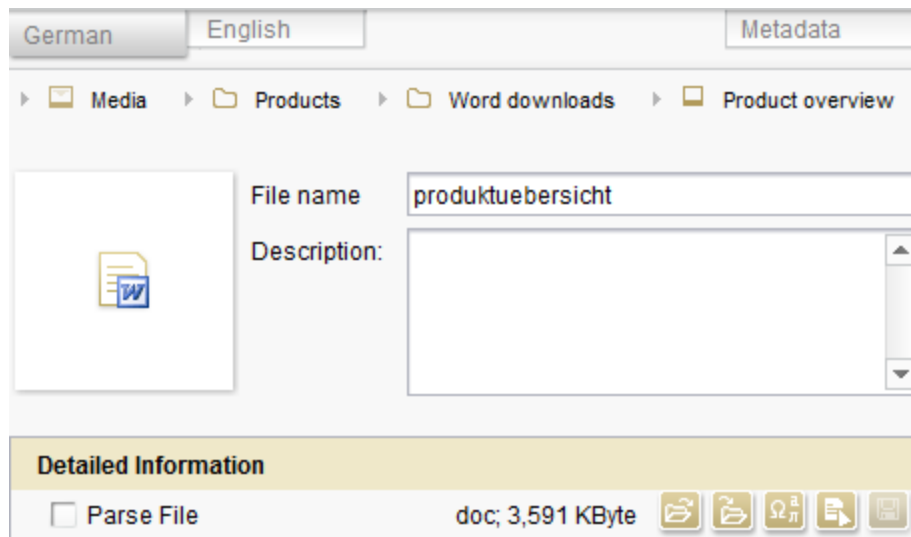 German English Metadata
Media Products Word downloads Product overview
File name produktuebersicht
Description:
W
Detailed Information
Parse File doc; 3,591 KByte Ω a π